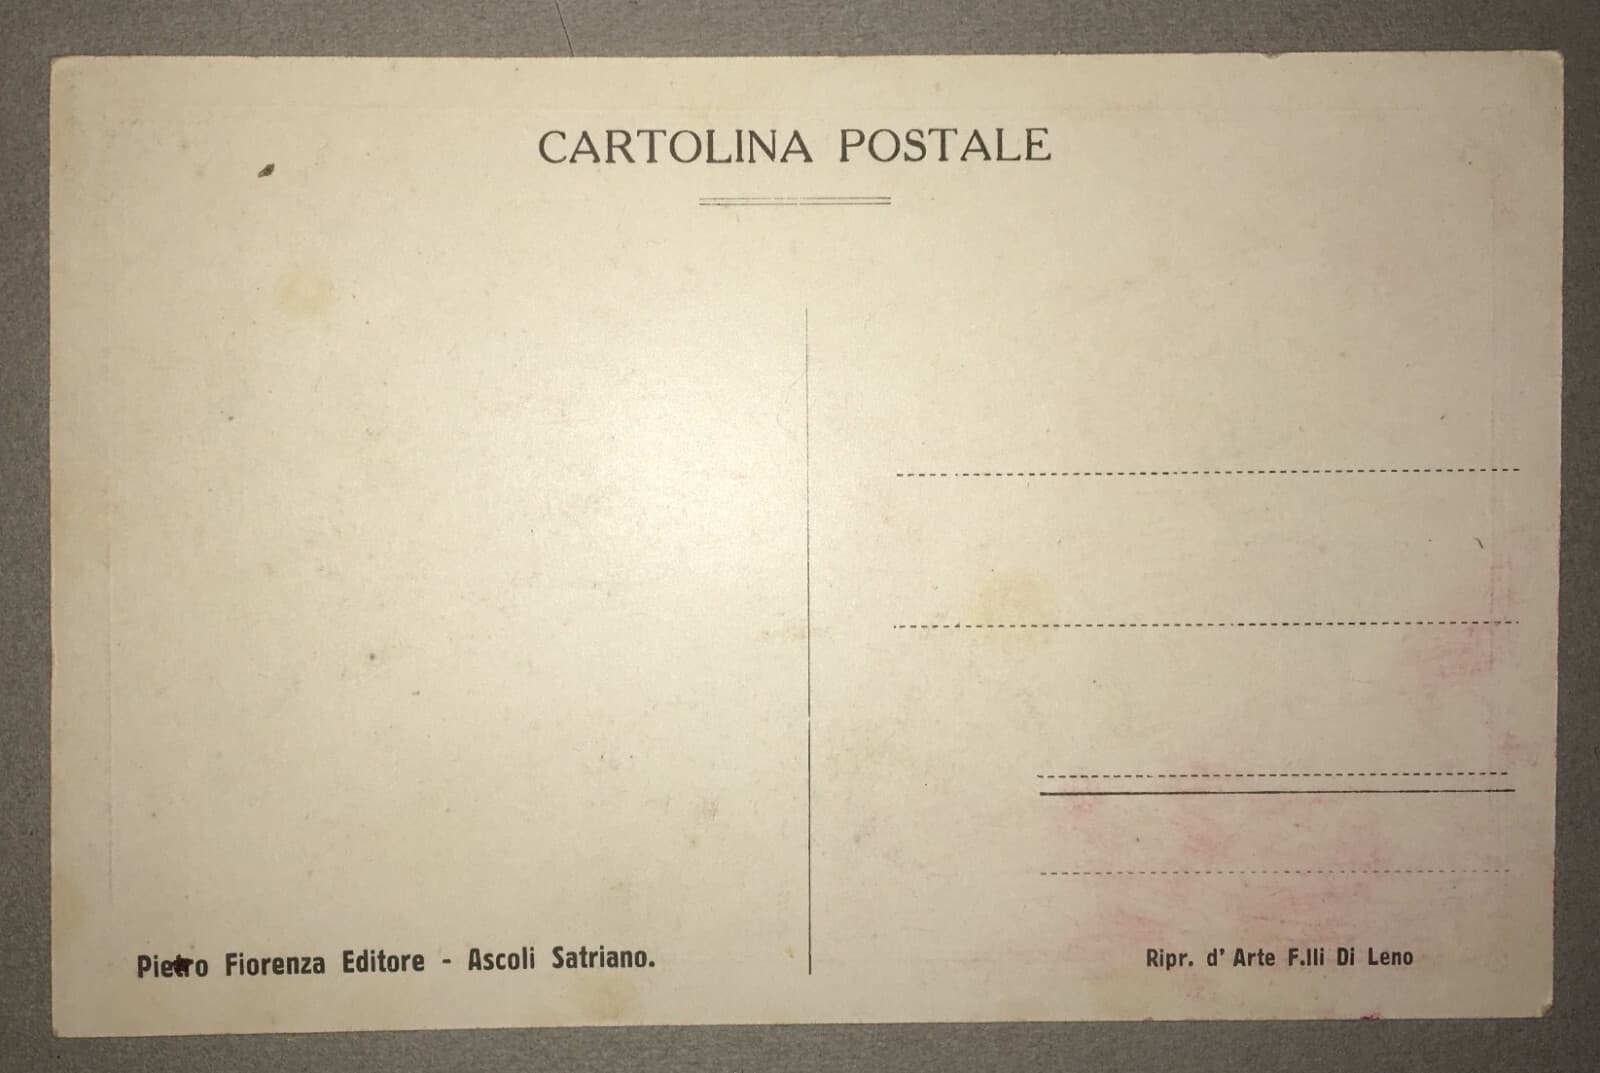 CARTOLINA POSTALE
Pietro Fiorenza Editore - Ascoli Satriano.
Ripr. d' Arte F.lli Di Leno